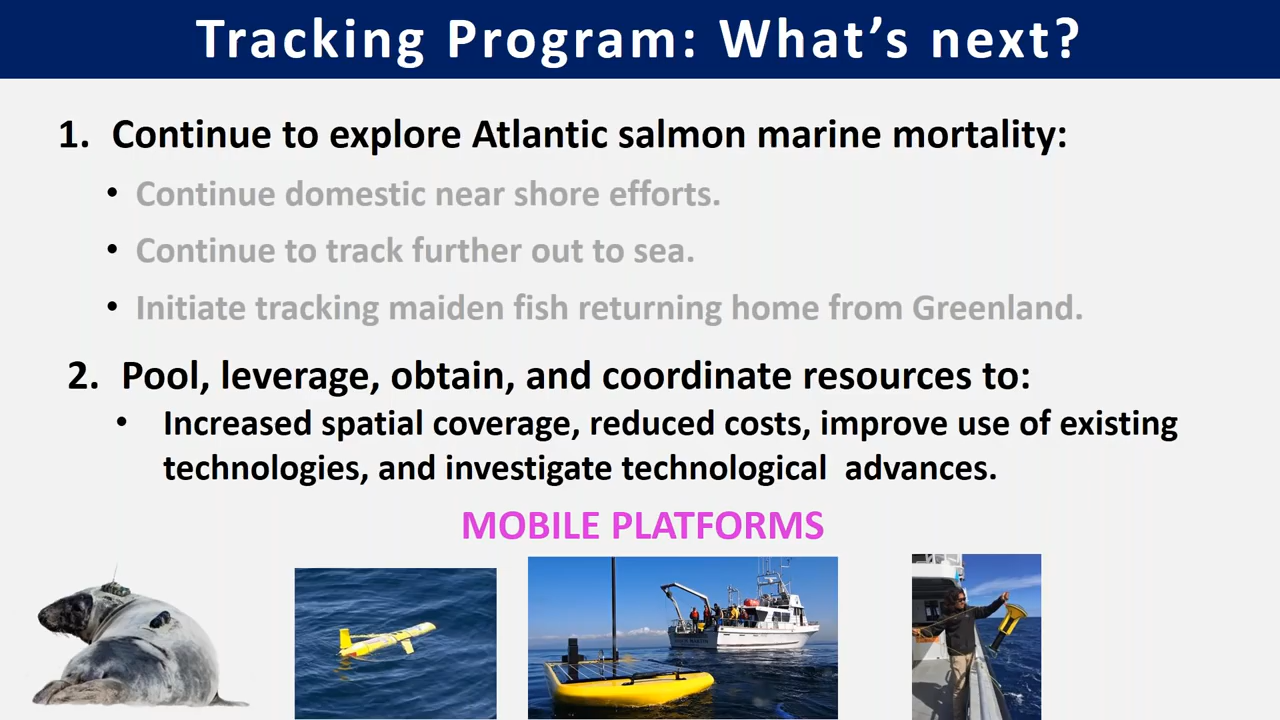 Tracking Program: What's next?
1. Continue to explore Atlantic salmon marine mortality:
• Continue domestic near shore efforts.
• Continue to track further out to sea.
• Initiate tracking maiden fish returning home from Greenland.
2. Pool, leverage, obtain, and coordinate resources to:
• Increased spatial coverage, reduced costs, improve use of existing
technologies, and investigate technological  advances.
MOBILE PLATFORMS